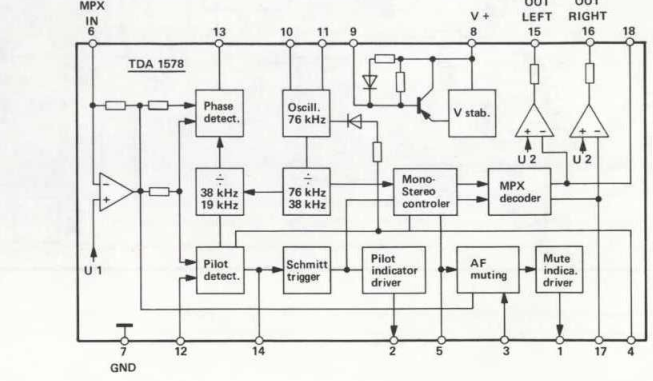 MPX
IN
OUT
LEFT
OUT
RIGHT
V +
6
13
10
11
9
8
15
16
18
TDA 1578
Phase
detect.
Oscill.
76 kHz
V stab.
+ −
+ −
U 2
U 2
−
+
÷
38 kHz
19 kHz
÷
76 kHz
38 kHz
Mono-
Stereo
controler
MPX
decoder
U 1
Pilot
detect.
Schmitt
trigger
Pilot
indicator
driver
AF
muting
Mute
indica.
driver
7
12
14
2
5
3
1
17
4
GND